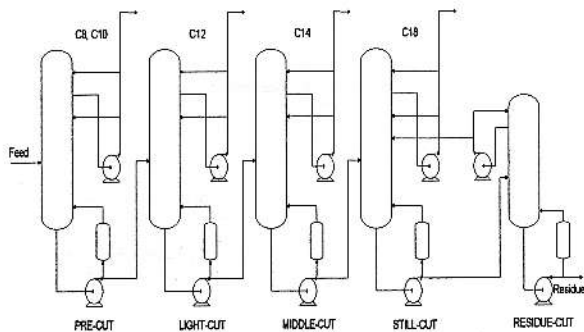 C8, C10
C12
C14
C18
Feed
Residue
PRE-CUT
LIGHT-CUT
MIDDLE-CUT
STILL-CUT
RESIDUE-CUT